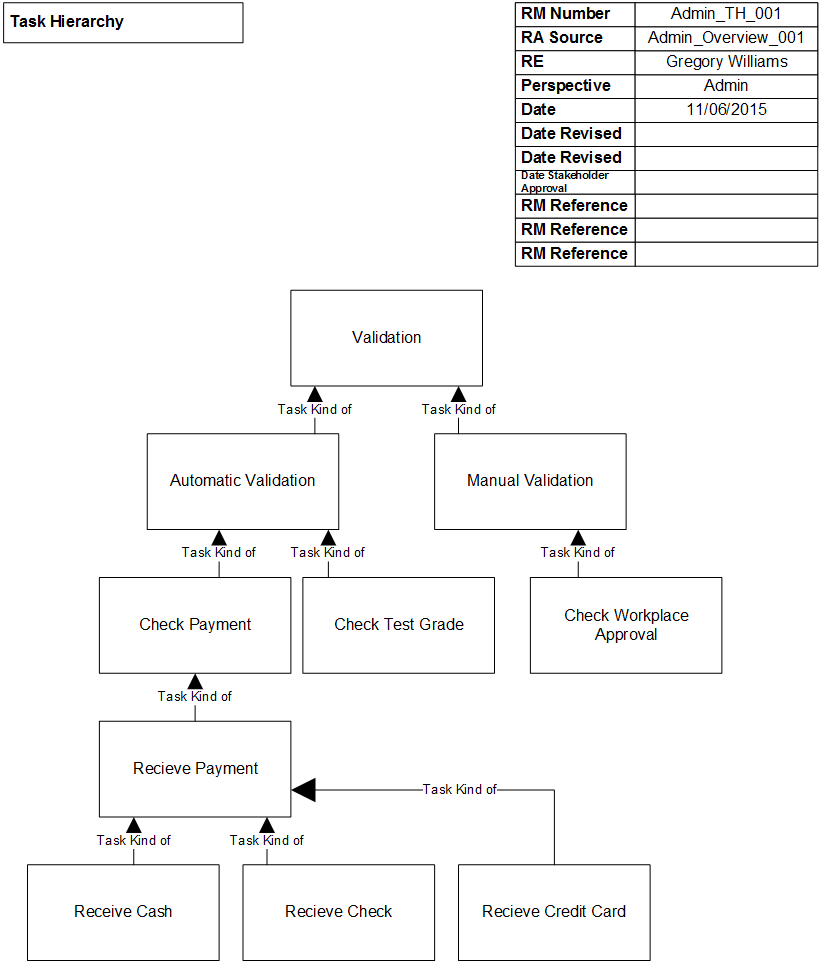 Task Hierarchy
RM Number Admin_TH_001
RA Source Admin_Overview_001
RE Gregory Williams
Perspective Admin
Date 11/06/2015
Date Revised
Date Revised
Date Stakeholder
Approval
RM Reference
RM Reference
RM Reference
Validation
Task Kind of Task Kind of
Automatic Validation Manual Validation
Task Kind of Task Kind of Task Kind of
Check Payment Check Test Grade Check Workplace
Approval
Task Kind of
Recieve Payment
Task Kind of
Task Kind of Task Kind of
Receive Cash Recieve Check Recieve Credit Card